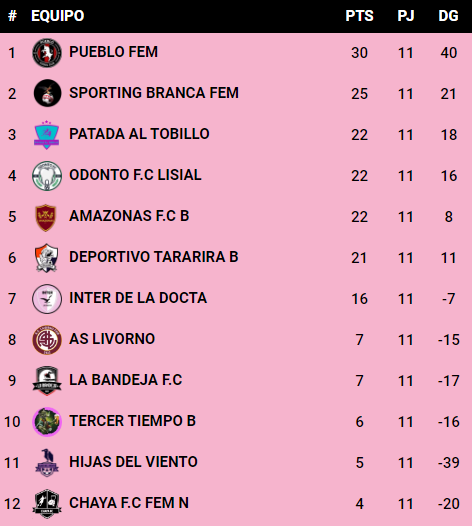 # EQUIPO PTS PJ DG
1 PUEBLO FEM 30 11 40
2 SPORTING BRANCA FEM 25 11 21
3 PATADA AL TOBILLO 22 11 18
4 ODONTO F.C LISIAL 22 11 16
5 AMAZONAS F.C B 22 11 8
6 DEPORTIVO TARARIRA B 21 11 11
7 INTER DE LA DOCTA 16 11 -7
8 AS LIVORNO 7 11 -15
9 LA BANDEJA F.C 7 11 -17
10 TERCER TIEMPO B 6 11 -16
11 HIJAS DEL VIENTO 5 11 -39
12 CHAYA F.C FEM N 4 11 -20